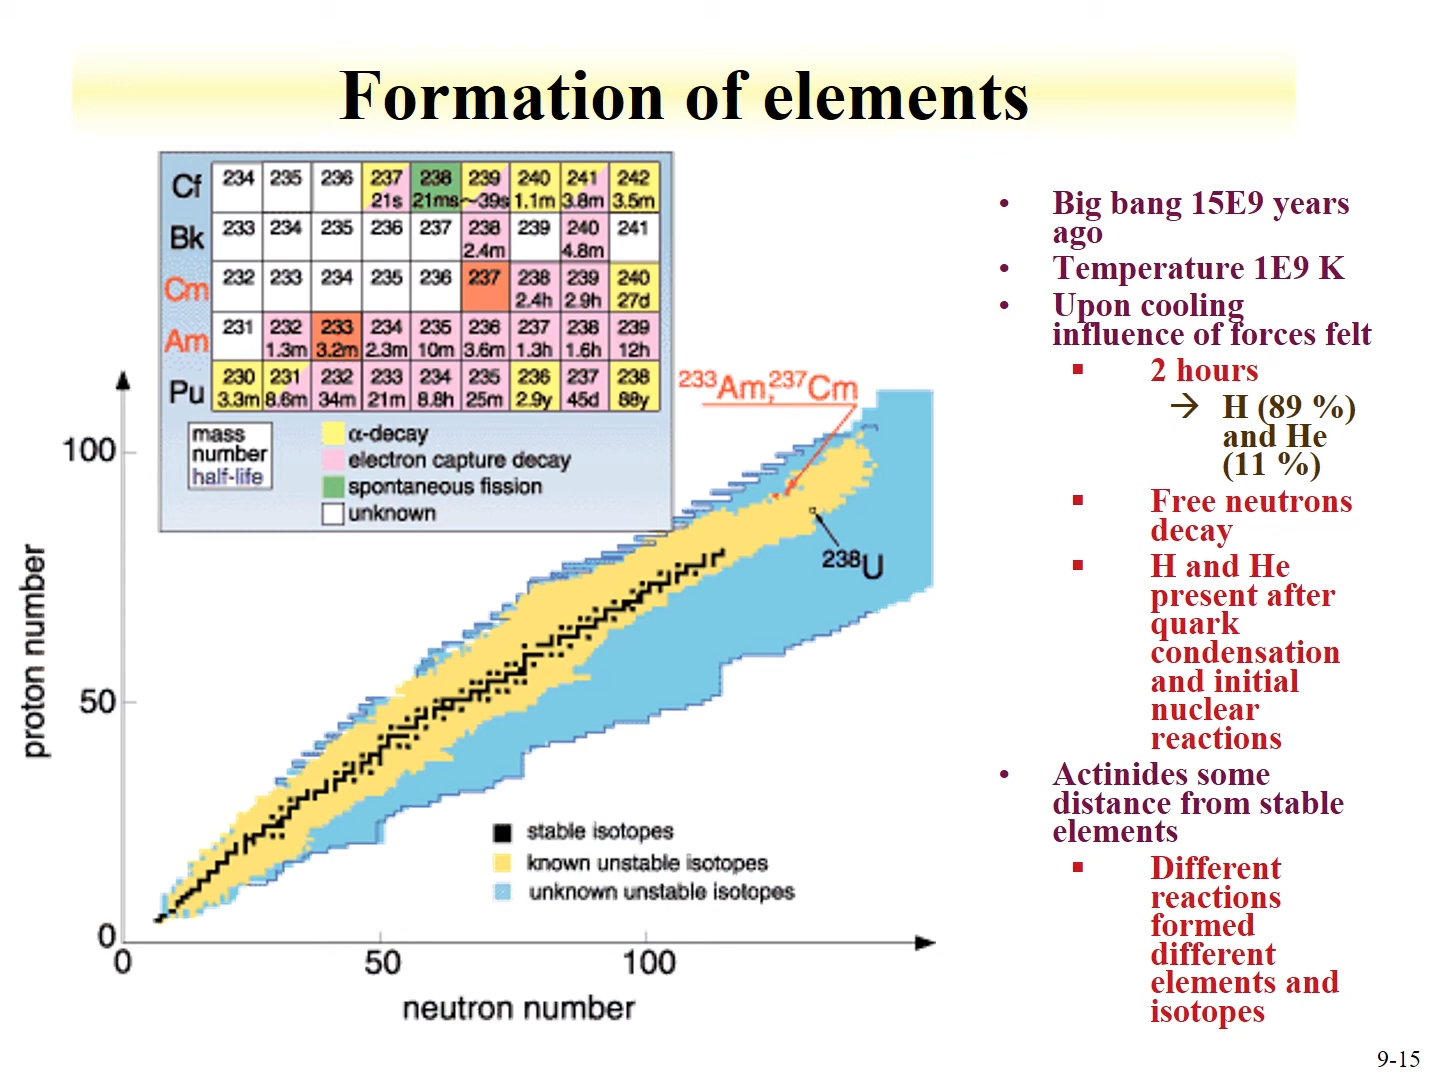 Formation of elements
Cf 234 235 236 237 238 239 240 241 242
21s 21ms ~39s 1.1m 3.8m 3.5m
Bk 233 234 235 236 237 238 239 240 241
2.4m 4.8m
Cm 232 233 234 235 236 237 238 239 240
2.4h 2.9h 27d
Am 231 232 233 234 235 236 237 238 239
1.3m 3.2m 2.3m 10m 3.6m 1.3h 1.6h 12h
Pu 230 231 232 233 234 235 236 237 238
3.3m 8.6m 34m 21m 8.8h 25m 2.9y 45d 88y
mass
number
half-life
α-decay
electron capture decay
spontaneous fission
unknown
233Am,237Cm
238U
100
50
0
proton number
0 50 100
neutron number
stable isotopes
known unstable isotopes
unknown unstable isotopes
• Big bang 15E9 years
ago
• Temperature 1E9 K
• Upon cooling
influence of forces felt
▪ 2 hours
→ H (89 %)
and He
(11 %)
▪ Free neutrons
decay
▪ H and He
present after
quark
condensation
and initial
nuclear
reactions
• Actinides some
distance from stable
elements
▪ Different
reactions
formed
different
elements and
isotopes
9-15